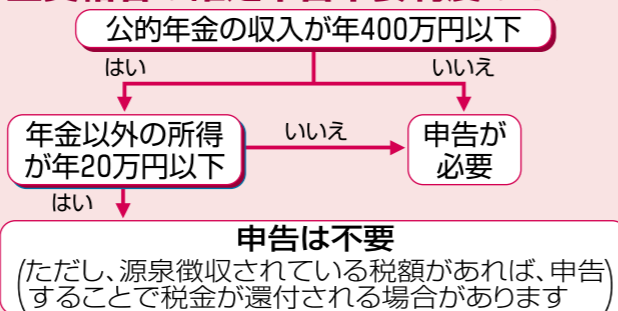 公的年金の収入が年400万円以下
はい
いいえ
年金以外の所得
が年20万円以下
いいえ
申告が
必要
はい
申告は不要
(ただし、源泉徴収されている税額があれば、申告
することで税金が還付される場合があります)